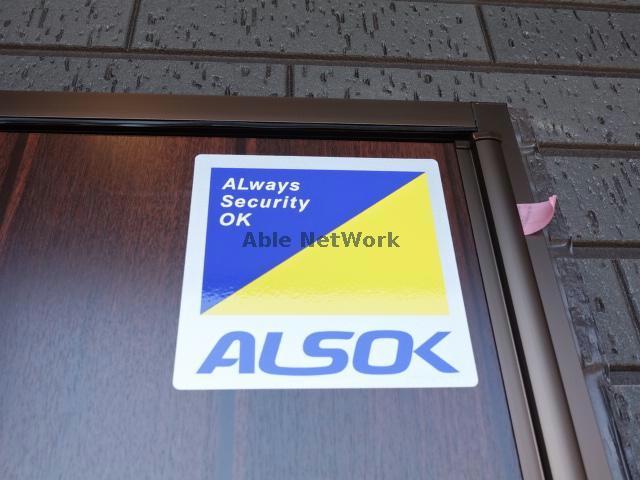 ALways
Security
OK
Able NetWork
ALSOK